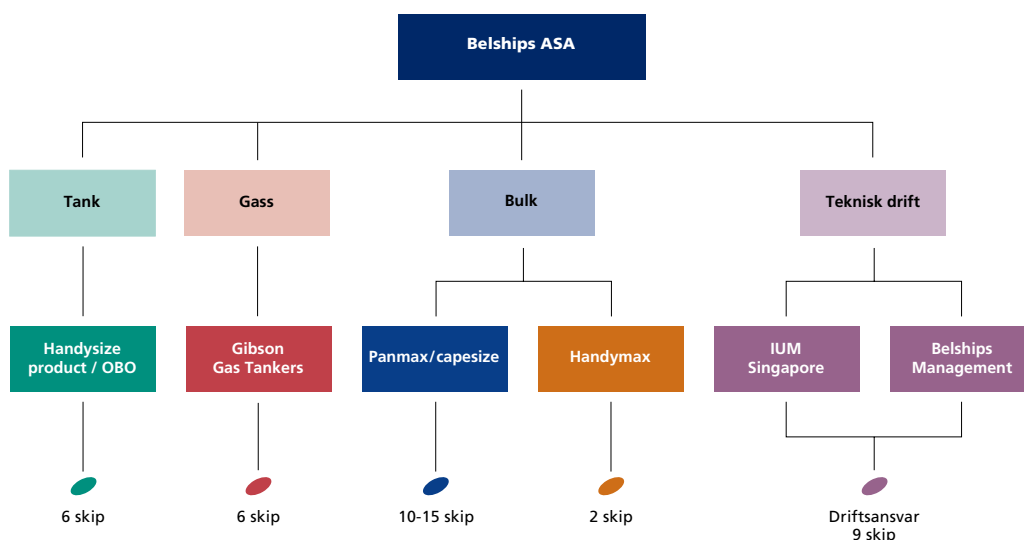 Belships ASA
Tank
Gass
Bulk
Teknisk drift
Handysize
product / OBO
Gibson
Gas Tankers
Panmax/capesize
Handymax
IUM
Singapore
Belships
Management
6 skip
6 skip
10-15 skip
2 skip
Driftsansvar
9 skip